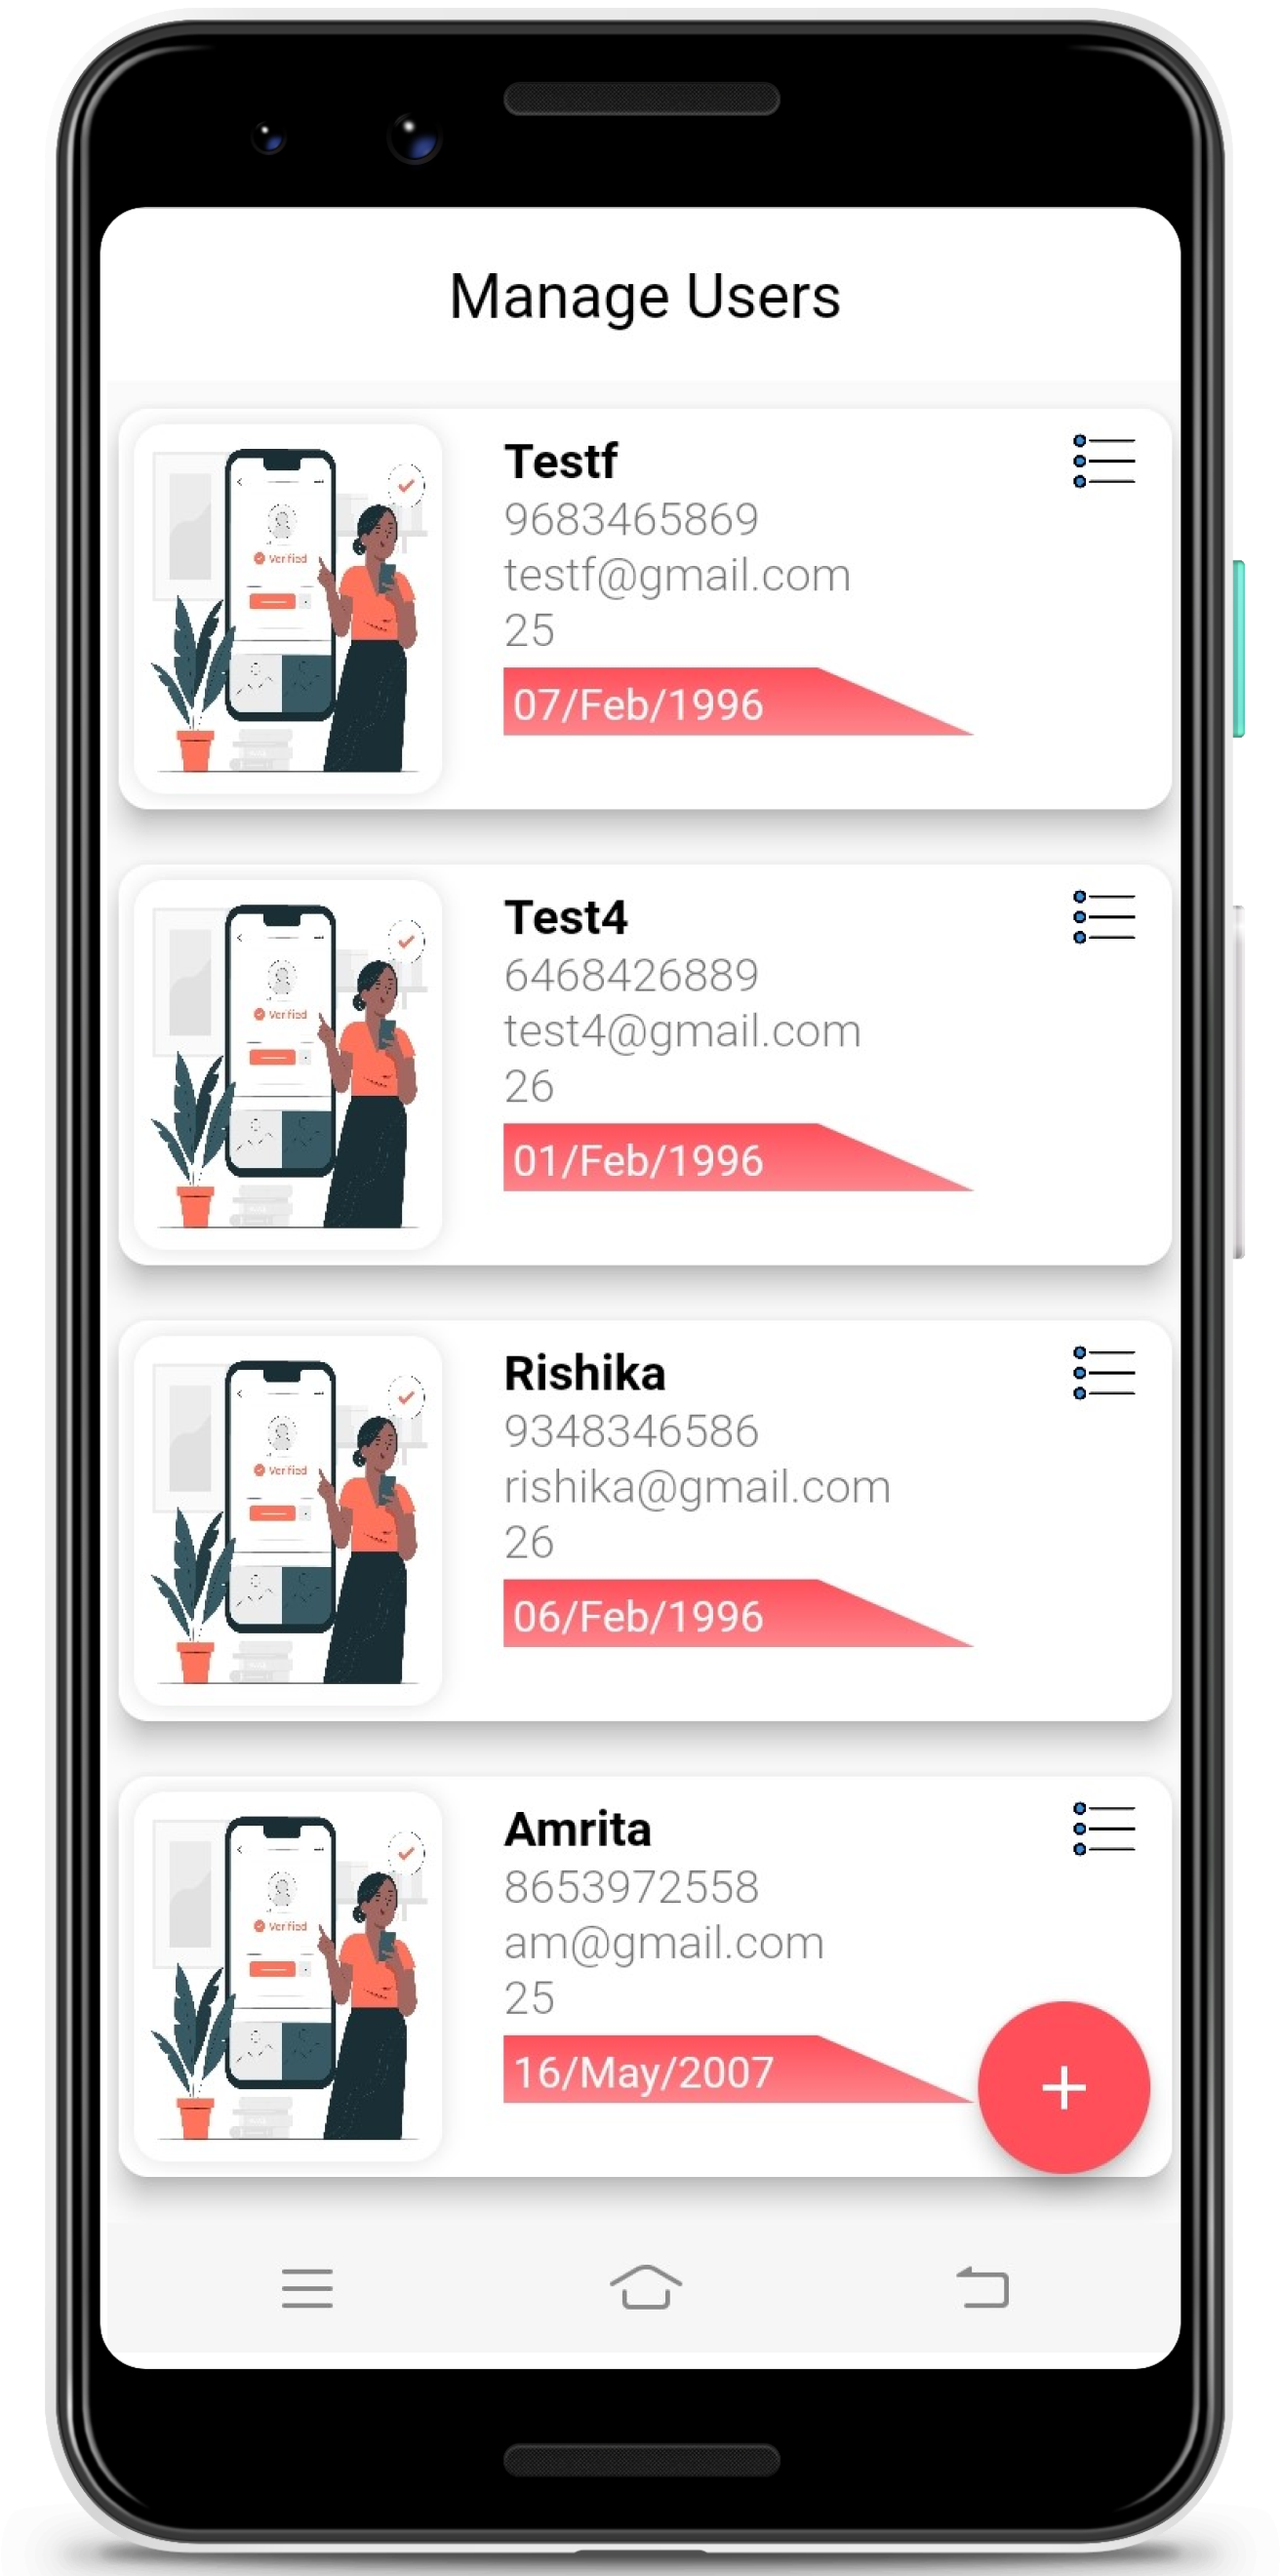 Manage Users
Testf
9683465869
testf@gmail.com
25
07/Feb/1996
Verified
Test4
6468426889
test4@gmail.com
26
01/Feb/1996
Verified
Rishika
9348346586
rishika@gmail.com
26
06/Feb/1996
Verified
Amrita
8653972558
am@gmail.com
25
16/May/2007
Verified